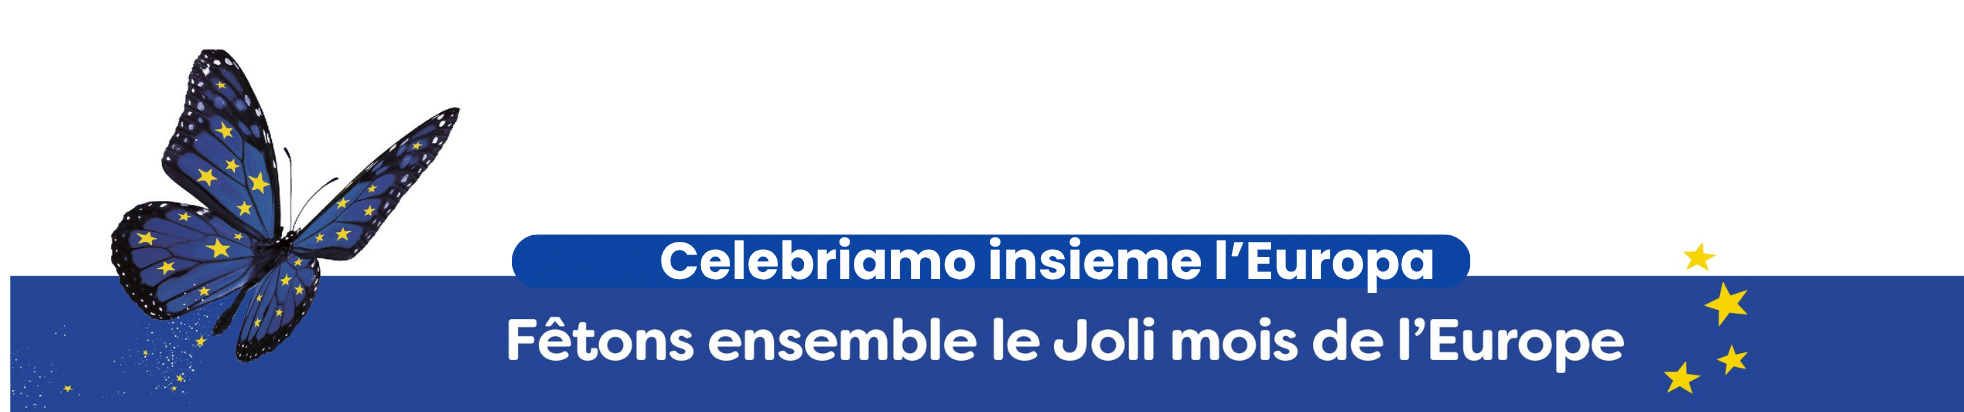 Celebriamo insieme l’Europa
Fêtons ensemble le Joli mois de l’Europe